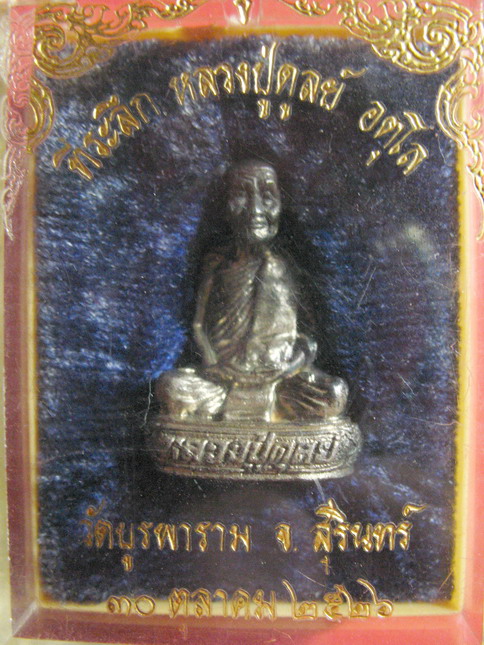 ที่ระลึก หลวงปู่ดูลย์ อตุโล
หลวงปู่ดุลย์
วัดบูรพาราม จ. สุรินทร์
๓๐ ตุลาคม ๒๕๒๖